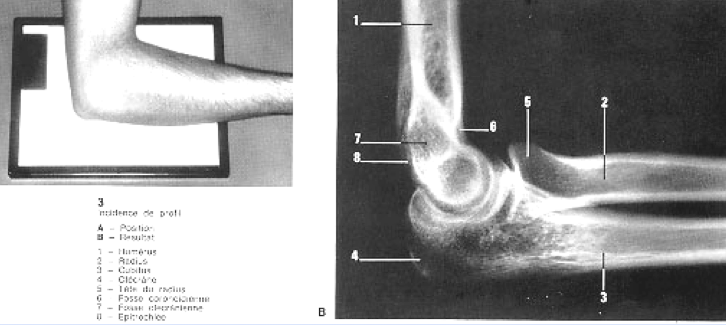 3
Incidence de profil
A – Position
B – Résultat
1 – Humérus
2 – Radius
3 – Cubitus
4 – Olécrâne
5 – Tête du radius
6 Fosse coronoïdienne
7 – Fosse olécrânienne
8 – Epitrochlée
B
1
5
2
6
7
8
4
3